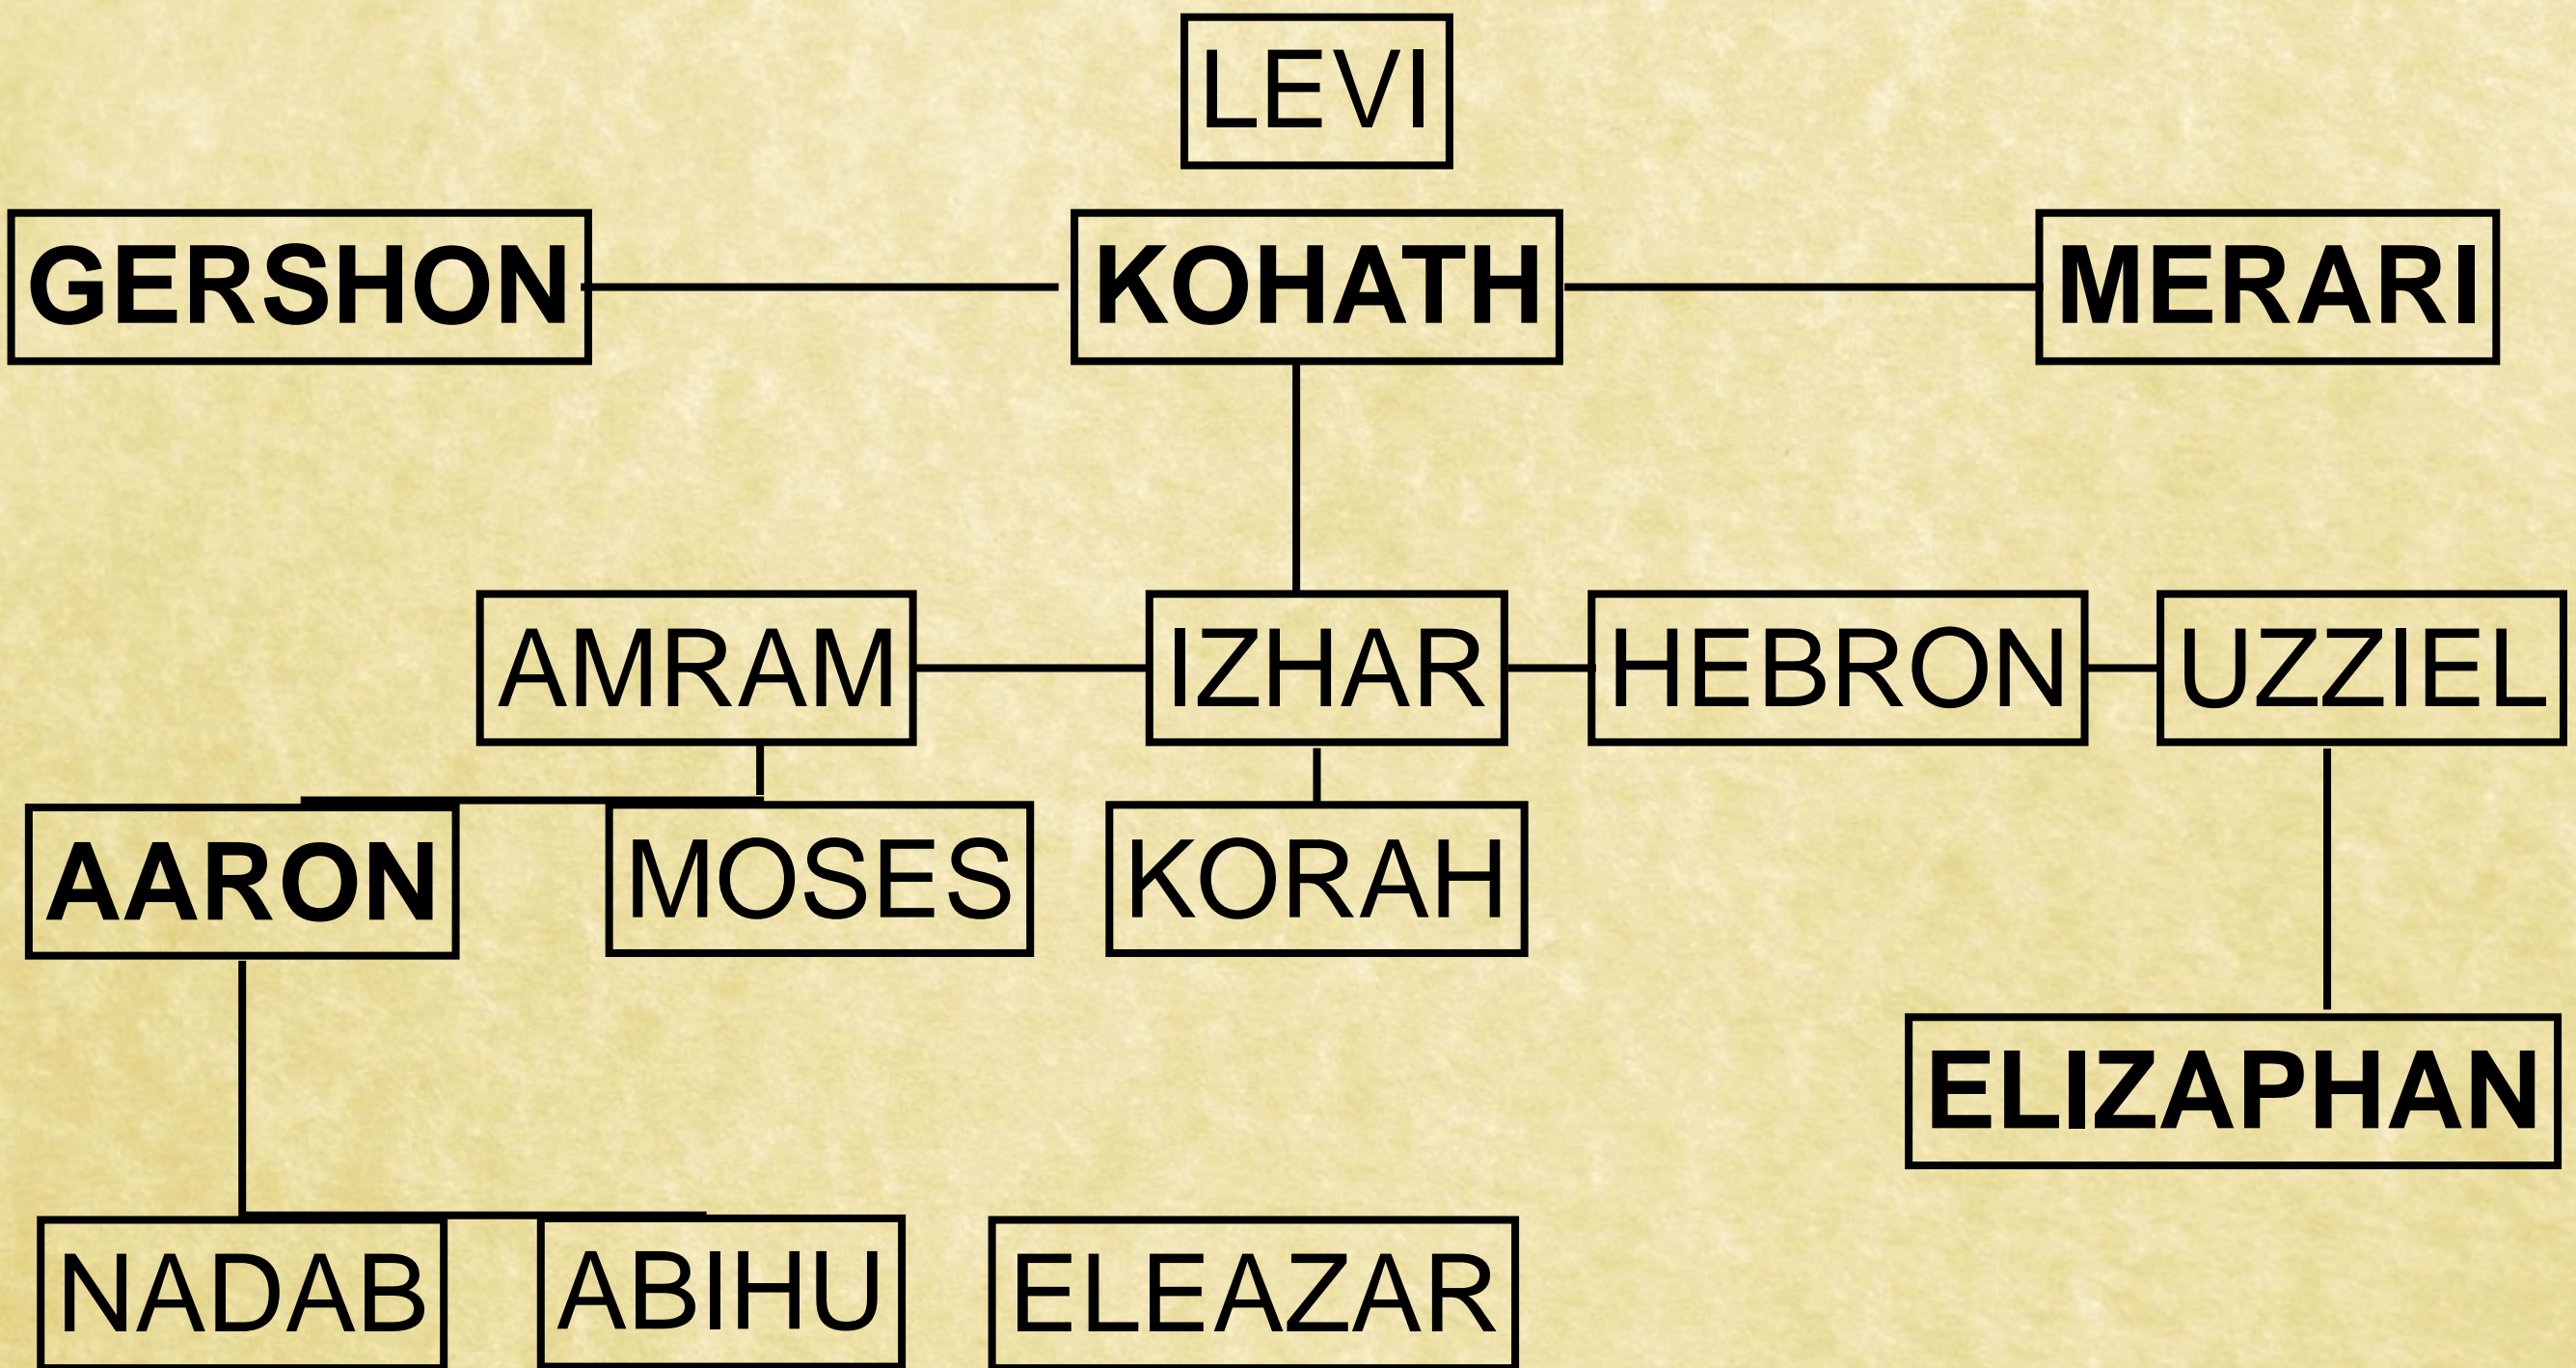 LEVI
GERSHON KOHATH MERARI
AMRAM IZHAR HEBRON UZZIEL
AARON MOSES KORAH
ELIZAPHAN
NADAB ABIHU ELEAZAR